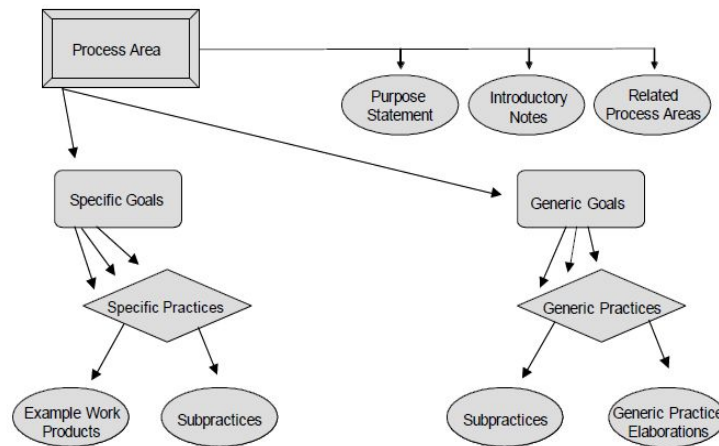 Process Area
Purpose
Statement
Introductory
Notes
Related
Process Areas
Specific Goals
Generic Goals
Specific Practices
Generic Practices
Example Work
Products
Subpractices
Subpractices
Generic Practice
Elaborations